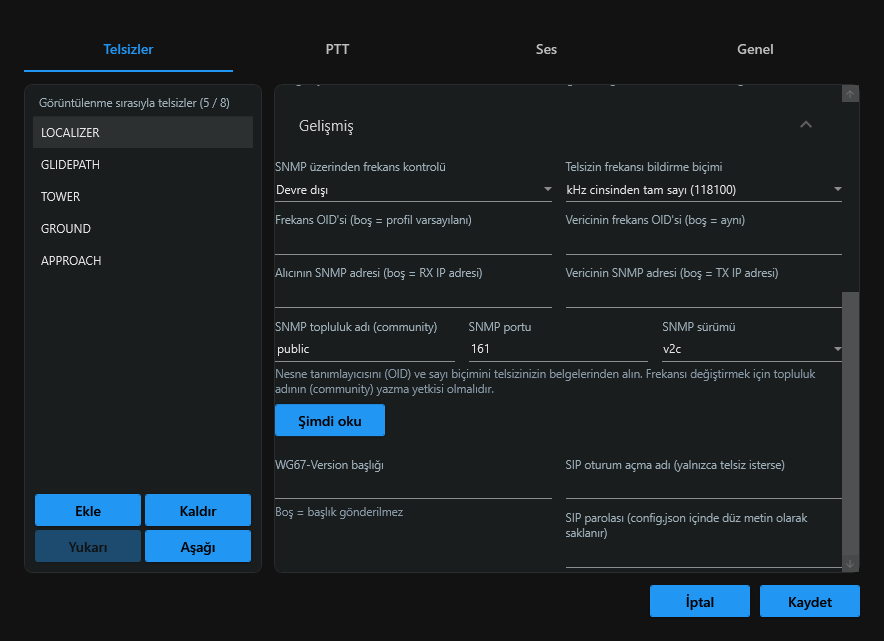 Telsizler
PTT
Ses
Genel
Görüntülenme sırasıyla telsizler (5 / 8)
LOCALIZER
GLIDEPATH
TOWER
GROUND
APPROACH
Ekle
Kaldır
Yukarı
Aşağı
Gelişmiş
SNMP üzerinden frekans kontrolü
Telsizin frekansı bildirme biçimi
Devre dışı
kHz cinsinden tam sayı (118100)
Frekans OID'si (boş = profil varsayılanı)
Vericinin frekans OID'si (boş = aynı)
Alıcının SNMP adresi (boş = RX IP adresi)
Vericinin SNMP adresi (boş = TX IP adresi)
SNMP topluluk adı (community)
SNMP portu
SNMP sürümü
public
161
v2c
Nesne tanımlayıcısını (OID) ve sayı biçimini telsizinizin belgelerinden alın. Frekansı değiştirmek için topluluk
adının (community) yazma yetkisi olmalıdır.
Şimdi oku
WG67-Version başlığı
SIP oturum açma adı (yalnızca telsiz isterse)
Boş = başlık gönderilmez
SIP parolası (config.json içinde düz metin olarak
saklanır)
İptal
Kaydet